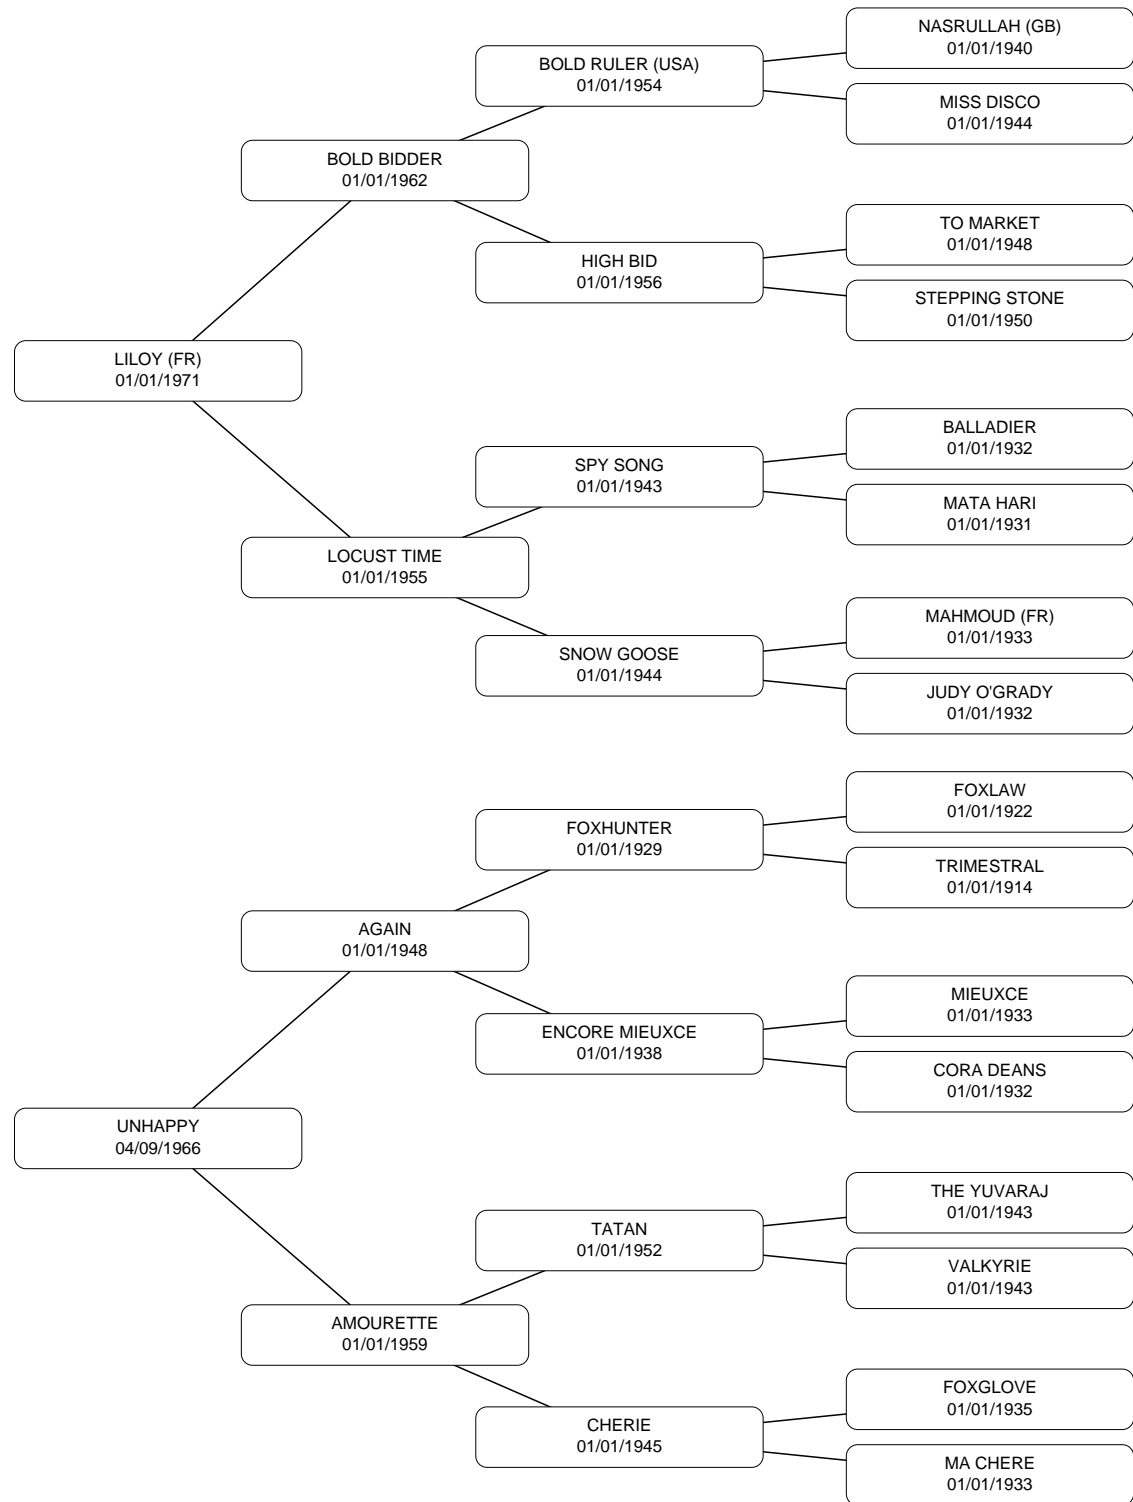 NASRULLAH (GB)
01/01/1940
BOLD RULER (USA)
01/01/1954
MISS DISCO
01/01/1944
BOLD BIDDER
01/01/1962
TO MARKET
01/01/1948
HIGH BID
01/01/1956
STEPPING STONE
01/01/1950
LILOY (FR)
01/01/1971
BALLADIER
01/01/1932
SPY SONG
01/01/1943
MATA HARI
01/01/1931
LOCUST TIME
01/01/1955
MAHMOUD (FR)
01/01/1933
SNOW GOOSE
01/01/1944
JUDY O'GRADY
01/01/1932
FOXLAW
01/01/1922
FOXHUNTER
01/01/1929
TRIMESTRAL
01/01/1914
AGAIN
01/01/1948
MIEUXCE
01/01/1933
ENCORE MIEUXCE
01/01/1938
CORA DEANS
01/01/1932
UNHAPPY
04/09/1966
THE YUVARAJ
01/01/1943
TATAN
01/01/1952
VALKYRIE
01/01/1943
AMOURETTE
01/01/1959
FOXGLOVE
01/01/1935
CHERIE
01/01/1945
MA CHERE
01/01/1933